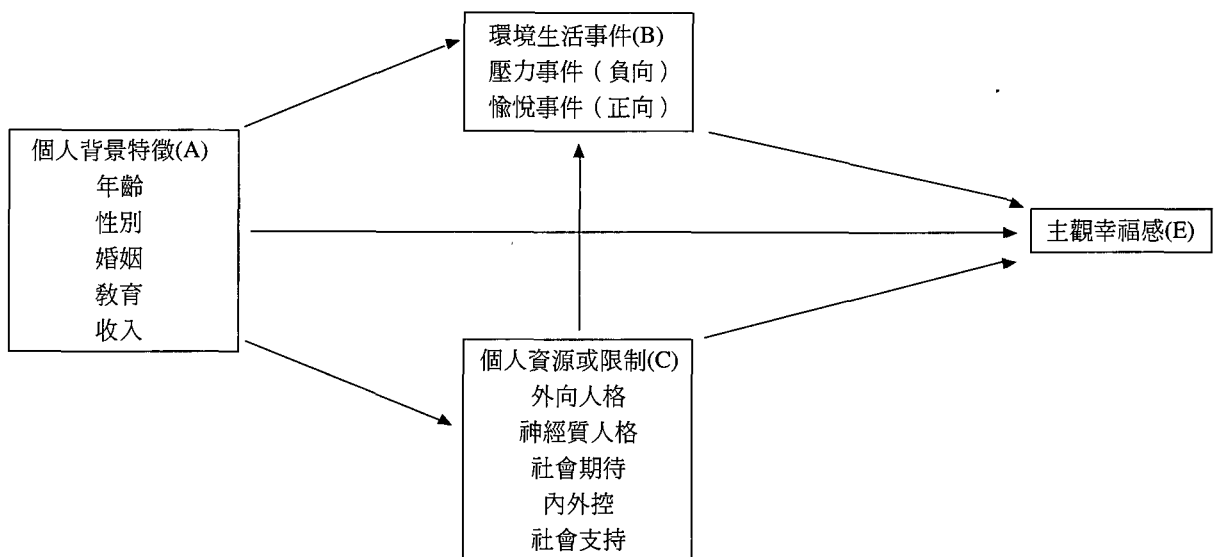 環境生活事件(B)
壓力事件（負向）
愉悅事件（正向）
個人背景特徵(A)
年齡
性別
婚姻
教育
收入
主觀幸福感(E)
個人資源或限制(C)
外向人格
神經質人格
社會期待
內外控
社會支持